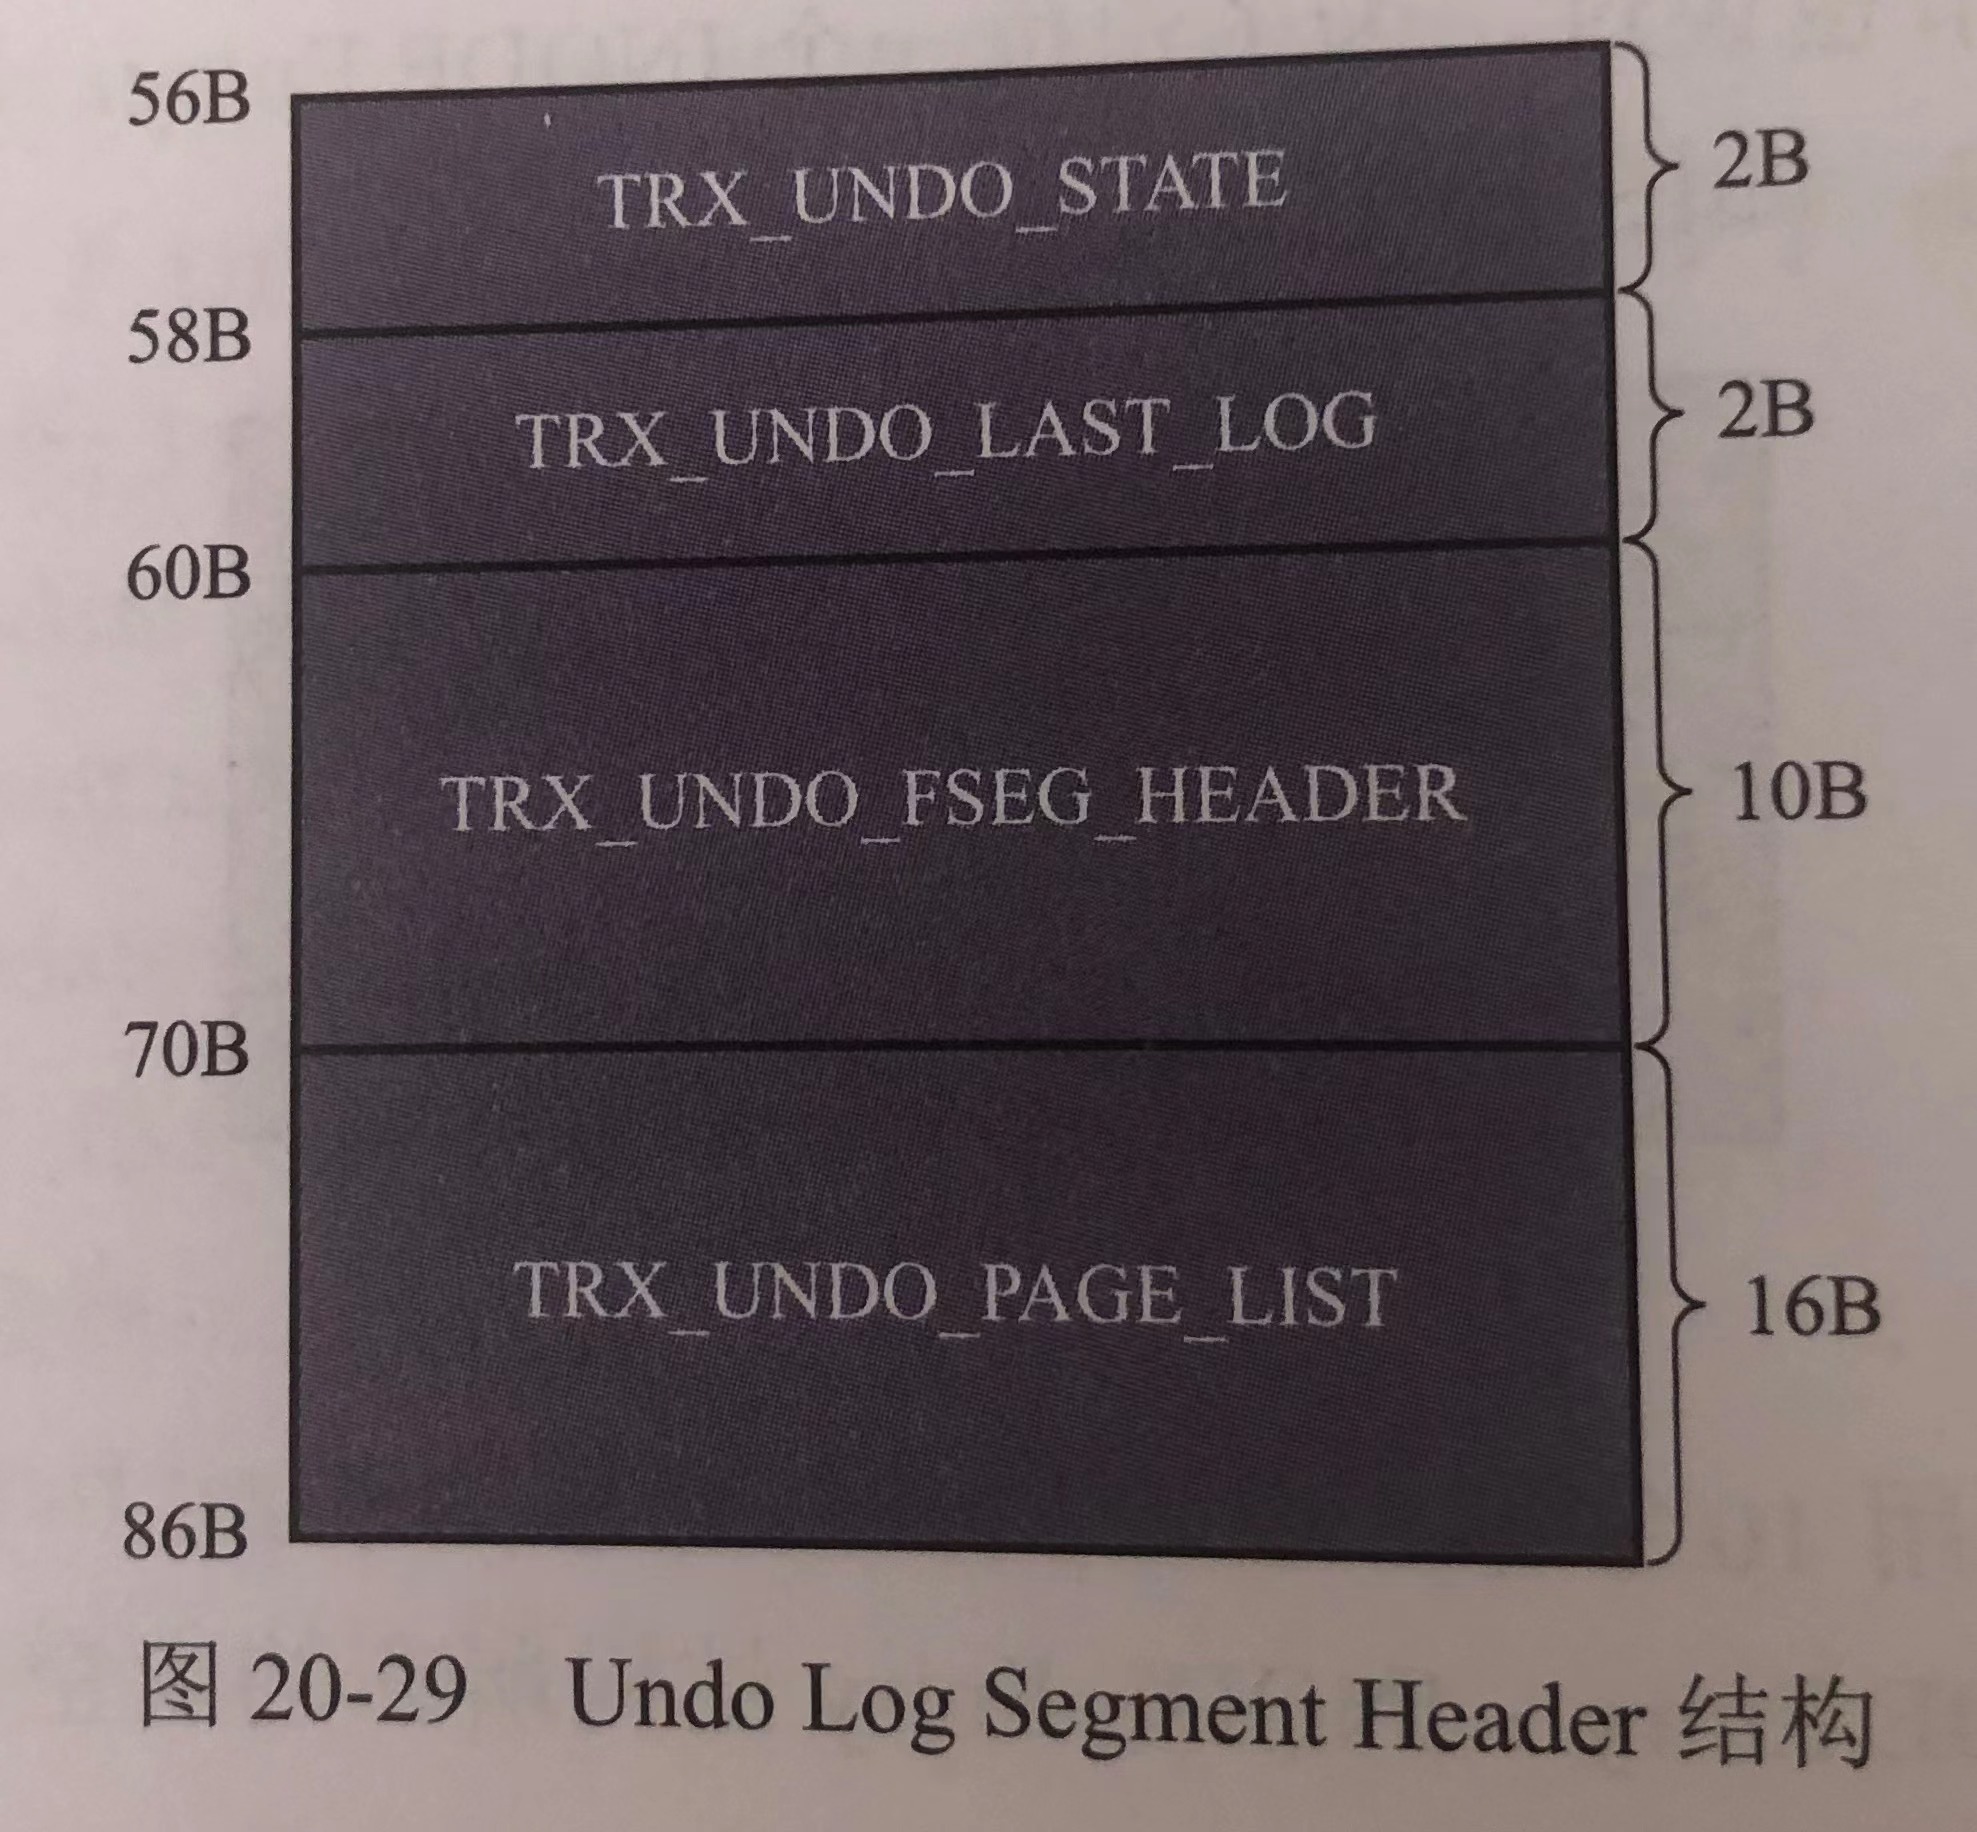 56B
TRX_UNDO_STATE 2B
58B
TRX_UNDO_LAST_LOG 2B
60B
TRX_UNDO_FSEG_HEADER 10B
70B
TRX_UNDO_PAGE_LIST 16B
86B
图 20-29 Undo Log Segment Header 结构